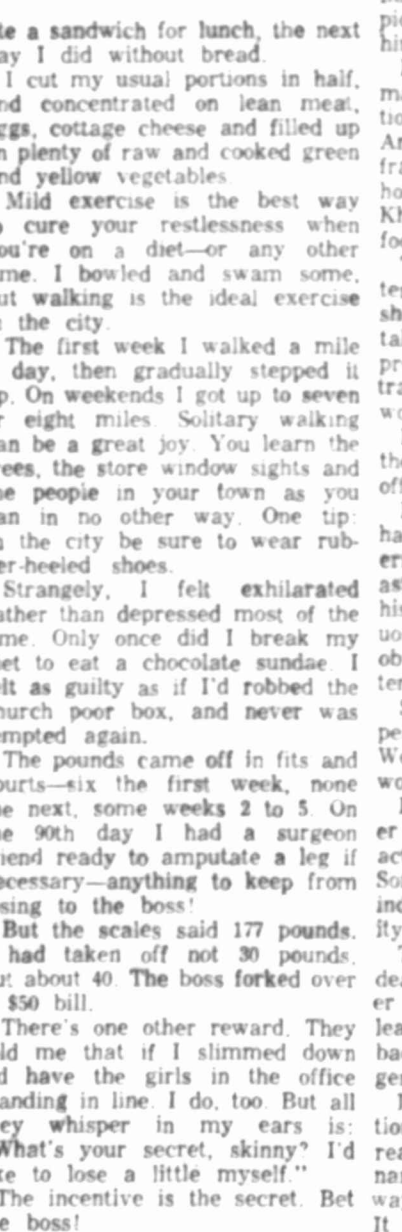 te a sandwich for lunch, the next
ay I did without bread.
I cut my usual portions in half,
nd concentrated on lean meat,
ggs, cottage cheese and filled up
n plenty of raw and cooked green
nd yellow vegetables.
Mild exercise is the best way
o cure your restlessness when
ou're on a diet—or any other
me. I bowled and swam some,
ut walking is the ideal exercise
the city.
The first week I walked a mile
day, then gradually stepped it
p. On weekends I got up to seven
r eight miles. Solitary walking
an be a great joy. You learn the
rees, the store window sights and
he people in your town as you
an in no other way. One tip:
n the city be sure to wear rub-
er-heeled shoes.
Strangely, I felt exhilarated
ather than depressed most of the
me. Only once did I break my
et to eat a chocolate sundae. I
elt as guilty as if I'd robbed the
hurch poor box, and never was
empted again.
The pounds came off in fits and
purts—six the first week, none
he next, some weeks 2 to 5. On
he 90th day I had a surgeon
riend ready to amputate a leg if
ecessary—anything to keep from
sing to the boss!
But the scales said 177 pounds.
had taken off not 30 pounds,
ut about 40. The boss forked over
$50 bill.
There's one other reward. They
ld me that if I slimmed down
d have the girls in the office
anding in line. I do, too. But all
ey whisper in my ears is:
What's your secret, skinny? I'd
ke to lose a little myself."
The incentive is the secret. Bet
e boss!